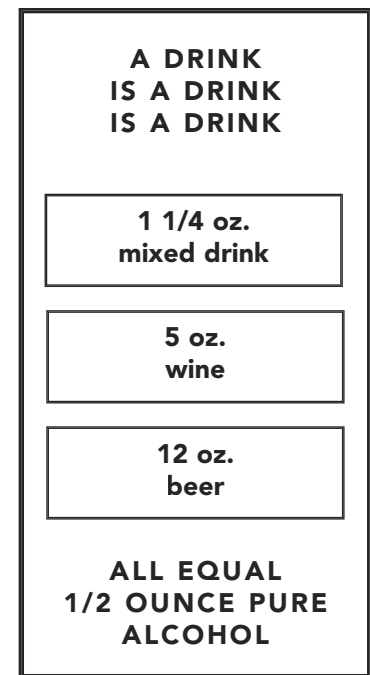 A DRINK
IS A DRINK
IS A DRINK
1 1/4 oz.
mixed drink
5 oz.
wine
12 oz.
beer
ALL EQUAL
1/2 OUNCE PURE
ALCOHOL